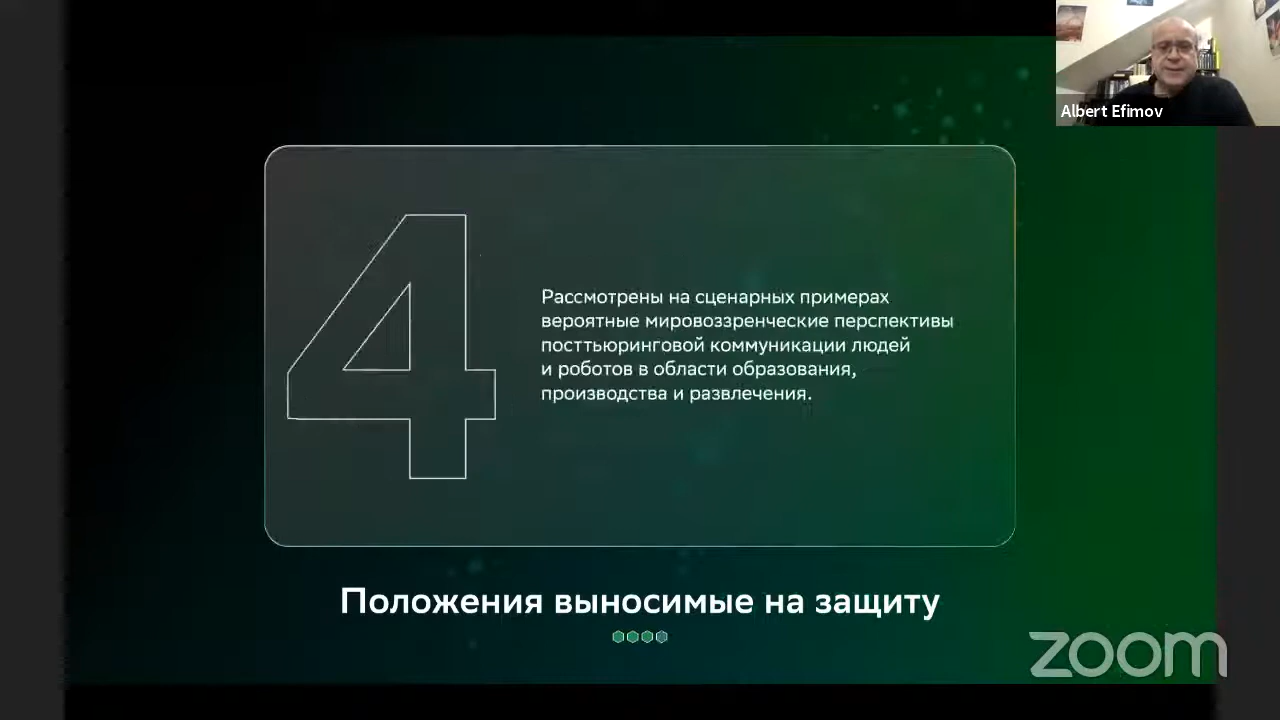 Albert Efimov
4
Рассмотрены на сценарных примерах
вероятные мировоззренческие перспективы
посттьюринговой коммуникации людей
и роботов в области образования,
производства и развлечения.
Положения выносимые на защиту
zoom